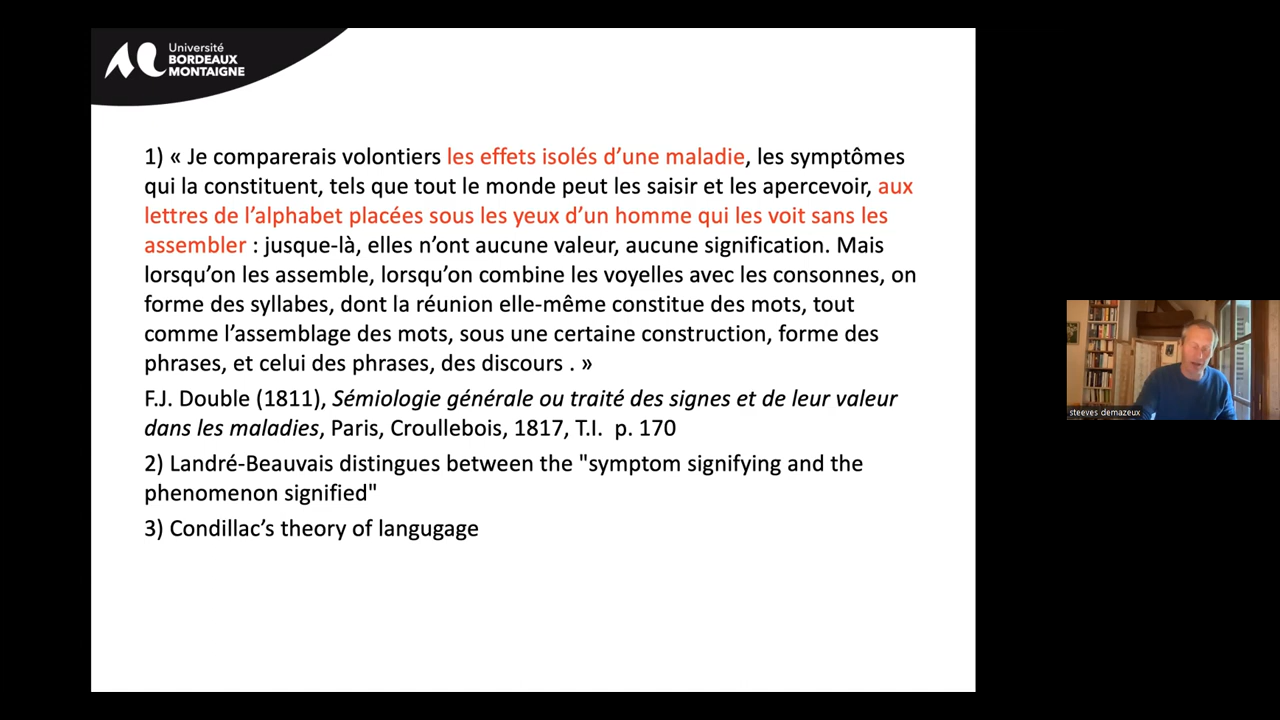 Université
BORDEAUX
MONTAIGNE
1) « Je comparerais volontiers les effets isolés d’une maladie, les symptômes
qui la constituent, tels que tout le monde peut les saisir et les apercevoir, aux
lettres de l’alphabet placées sous les yeux d’un homme qui les voit sans les
assembler : jusque-là, elles n’ont aucune valeur, aucune signification. Mais
lorsqu’on les assemble, lorsqu’on combine les voyelles avec les consonnes, on
forme des syllabes, dont la réunion elle-même constitue des mots, tout
comme l’assemblage des mots, sous une certaine construction, forme des
phrases, et celui des phrases, des discours . »
F.J. Double (1811), Sémiologie générale ou traité des signes et de leur valeur
dans les maladies, Paris, Croullebois, 1817, T.I. p. 170
2) Landré-Beauvais distingues between the "symptom signifying and the
phenomenon signified"
3) Condillac’s theory of langugage
steeves demazeux